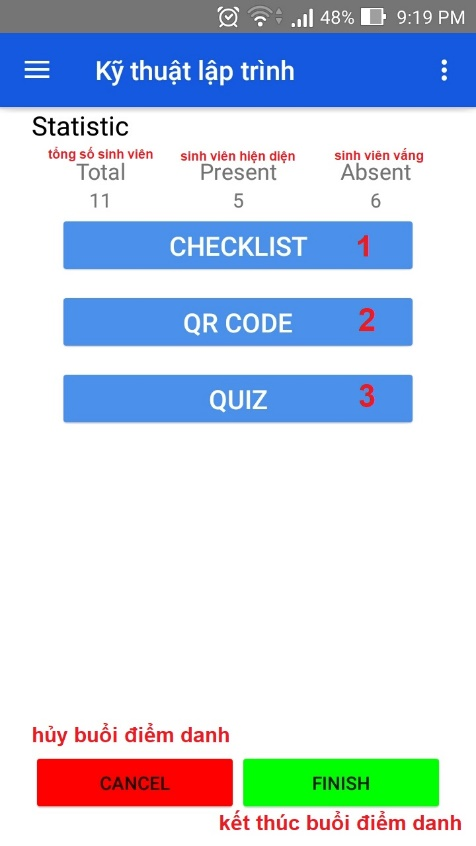 48% 9:19 PM
Kỹ thuật lập trình
Statistic
tổng số sinh viên sinh viên hiện diện sinh viên vắng
Total Present Absent
11 5 6
CHECKLIST 1
QR CODE 2
QUIZ 3
hủy buổi điểm danh
CANCEL FINISH
kết thúc buổi điểm danh